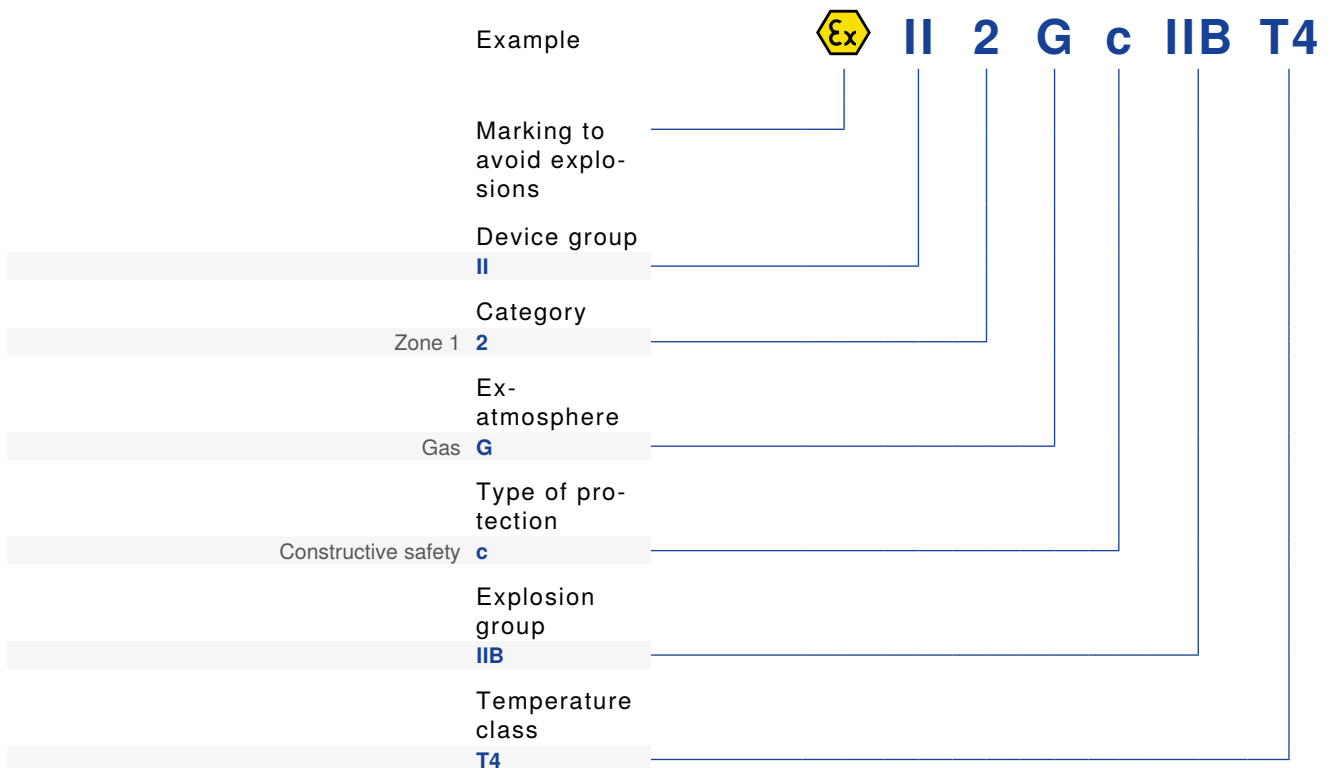 Example εx II 2 G c IIB T4
Marking to
avoid explo-
sions
Device group
II
Category
Zone 1 2
Ex-
atmosphere
Gas G
Type of pro-
tection
Constructive safety c
Explosion
group
IIB
Temperature
class
T4